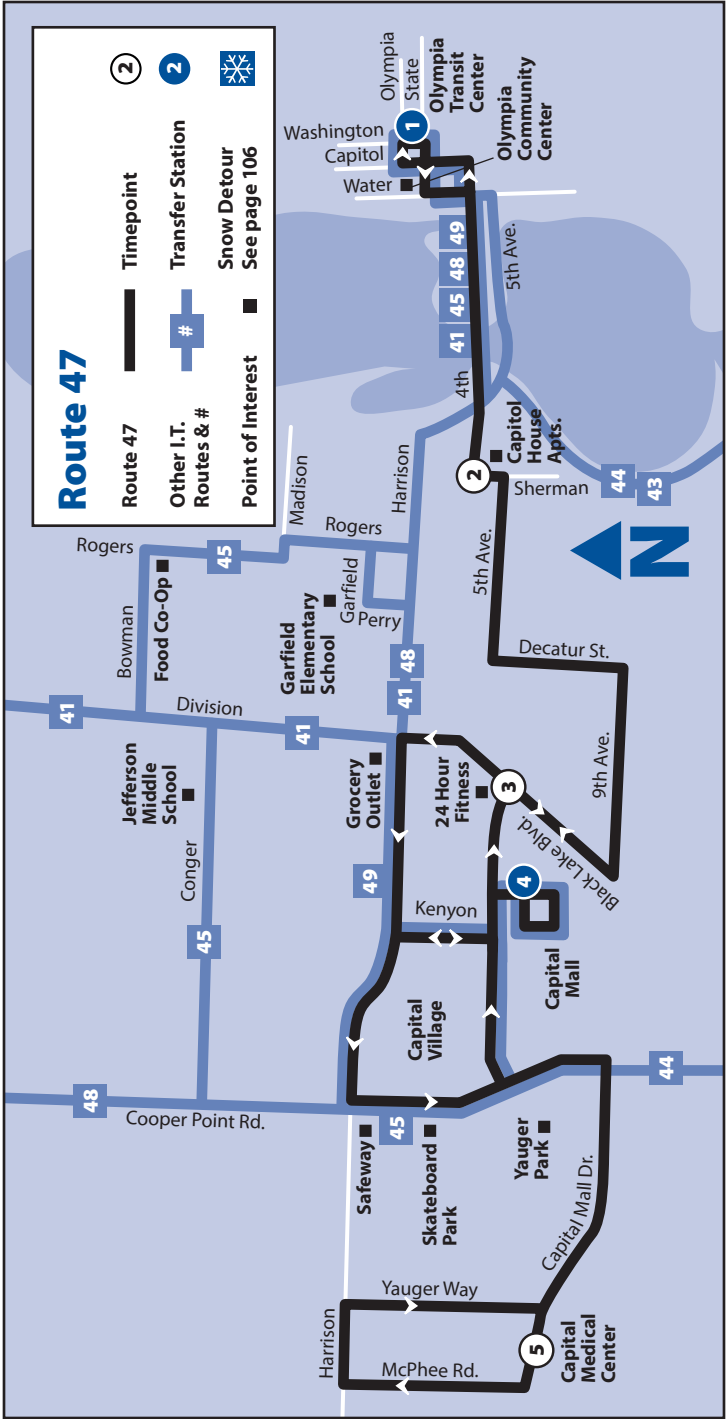 Route 47
Route 47
Timepoint
2
Other I.T.
Routes & #
#
Transfer Station
2
Point of Interest
Snow Detour
See page 106
Rogers
Bowman
Food Co-Op
45
Madison
Rogers
Garfield
Perry
Garfield
Elementary
School
Harrison
41
Division
41
Jefferson
Middle
School
Conger
45
48
Cooper Point Rd.
Grocery
Outlet
49
41
48
24 Hour
Fitness
3
Kenyon
4
Capital
Mall
Capital
Village
Black Lake Blvd.
9th Ave.
Decatur St.
5th Ave.
Sherman
2
Capitol
House
Apts.
44
43
4th
41
45
48
49
5th Ave.
Washington
Capitol
Water
Olympia
State
1
Olympia
Transit
Center
Olympia
Community
Center
N
Safeway
45
Skateboard
Park
Yauger
Park
44
Capital Mall Dr.
Harrison
Yauger Way
McPhee Rd.
5
Capital
Medical
Center